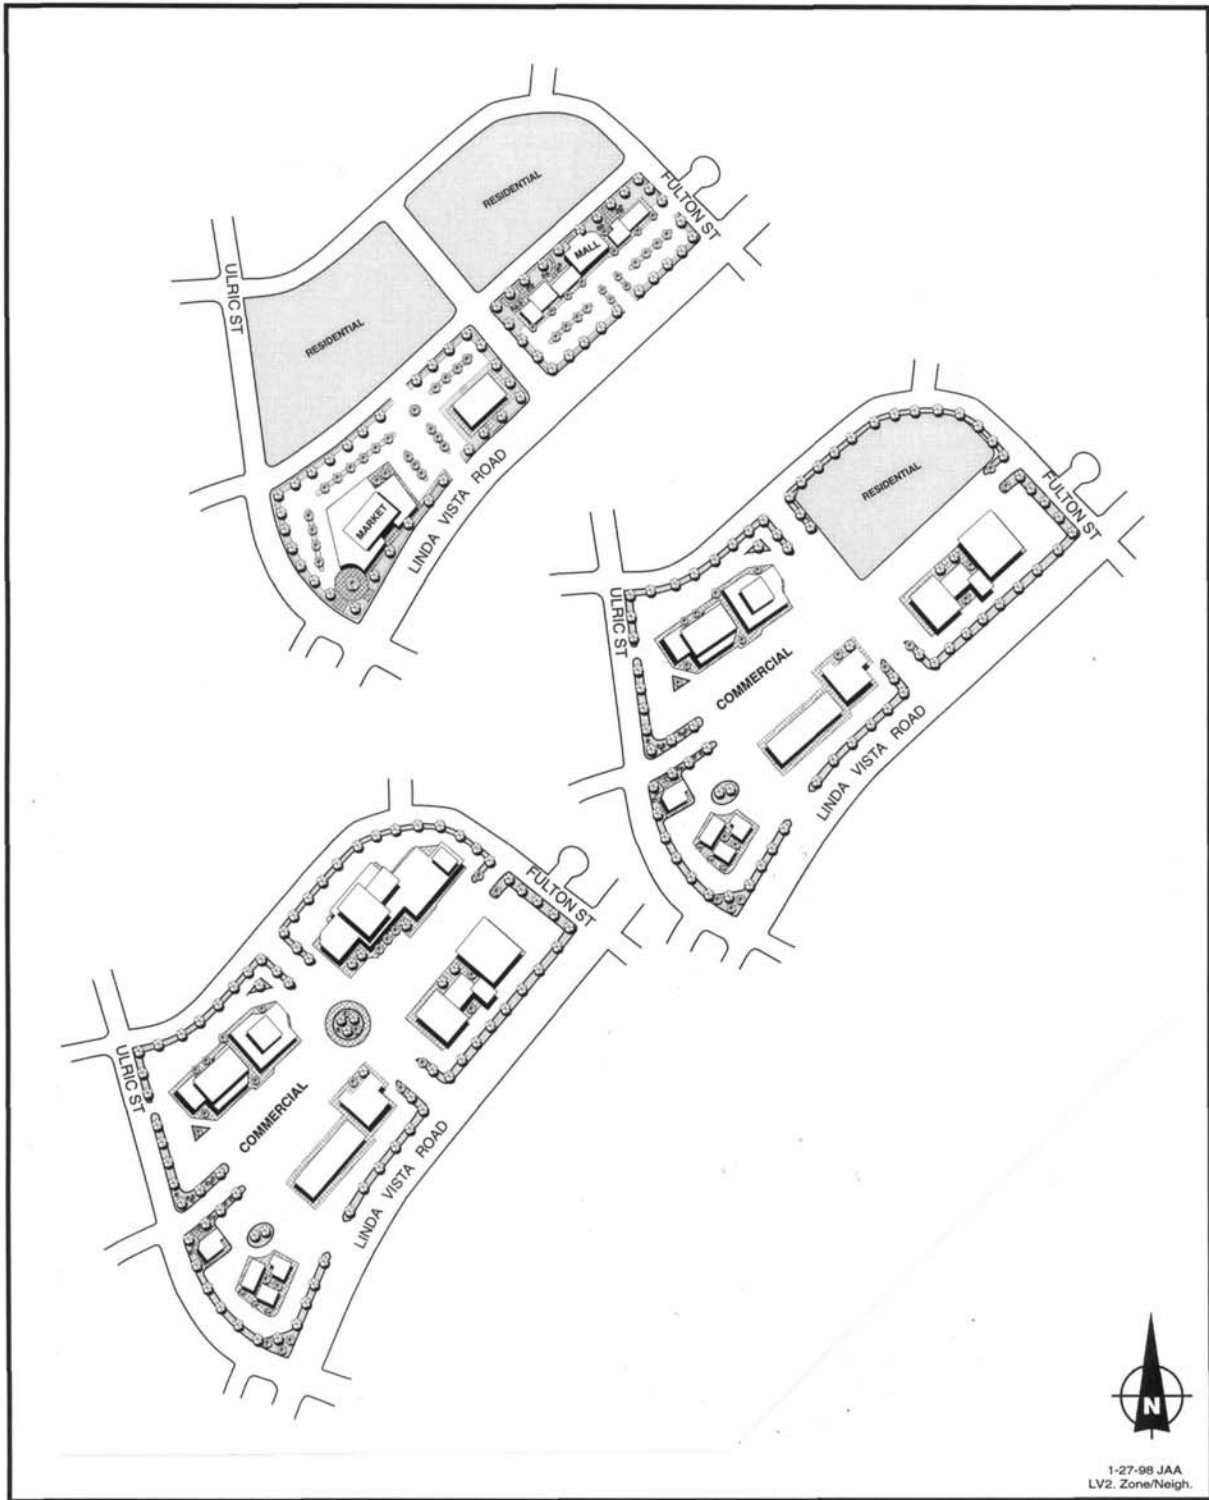 RESIDENTIAL
FULTON ST
MALL
ULRIC ST
RESIDENTIAL
LINDA VISTA ROAD
MARKET
RESIDENTIAL
FULTON ST
ULRIC ST
COMMERCIAL
LINDA VISTA ROAD
FULTON ST
ULRIC ST
COMMERCIAL
LINDA VISTA ROAD
N
1-27-98 JAA
LV2. Zone/Neigh.